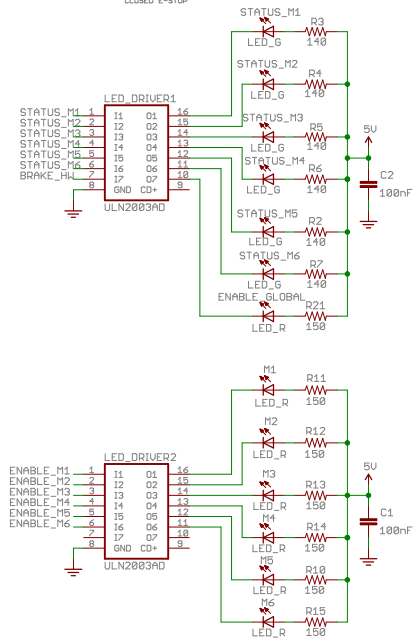 CLOSED E-STOP
STATUS_M1
R3
LED_G
140
STATUS_M2
R4
LED_G
140
LED_DRIVER1
STATUS_M1 1 I1 O1 16
STATUS_M2 2 I2 O2 15
STATUS_M3 3 I3 O3 14
STATUS_M4 4 I4 O4 13
STATUS_M5 5 I5 O5 12
STATUS_M6 6 I6 O6 11
BRAKE_HW 7 I7 O7 10
8 GND CD+ 9
ULN2003AD
STATUS_M3
R5
LED_G
140
5V
C2
100nF
STATUS_M4
R6
LED_G
140
STATUS_M5
R2
LED_G
140
STATUS_M6
R7
LED_G
140
ENABLE_GLOBAL
R21
LED_R
150
M1
R11
LED_R
150
M2
R12
LED_R
150
LED_DRIVER2
ENABLE_M1 1 I1 O1 16
ENABLE_M2 2 I2 O2 15
ENABLE_M3 3 I3 O3 14
ENABLE_M4 4 I4 O4 13
ENABLE_M5 5 I5 O5 12
ENABLE_M6 6 I6 O6 11
7 I7 O7 10
8 GND CD+ 9
ULN2003AD
M3
R13
LED_R
150
5V
C1
100nF
M4
R14
LED_R
150
M5
R10
LED_R
150
M6
R15
LED_R
150